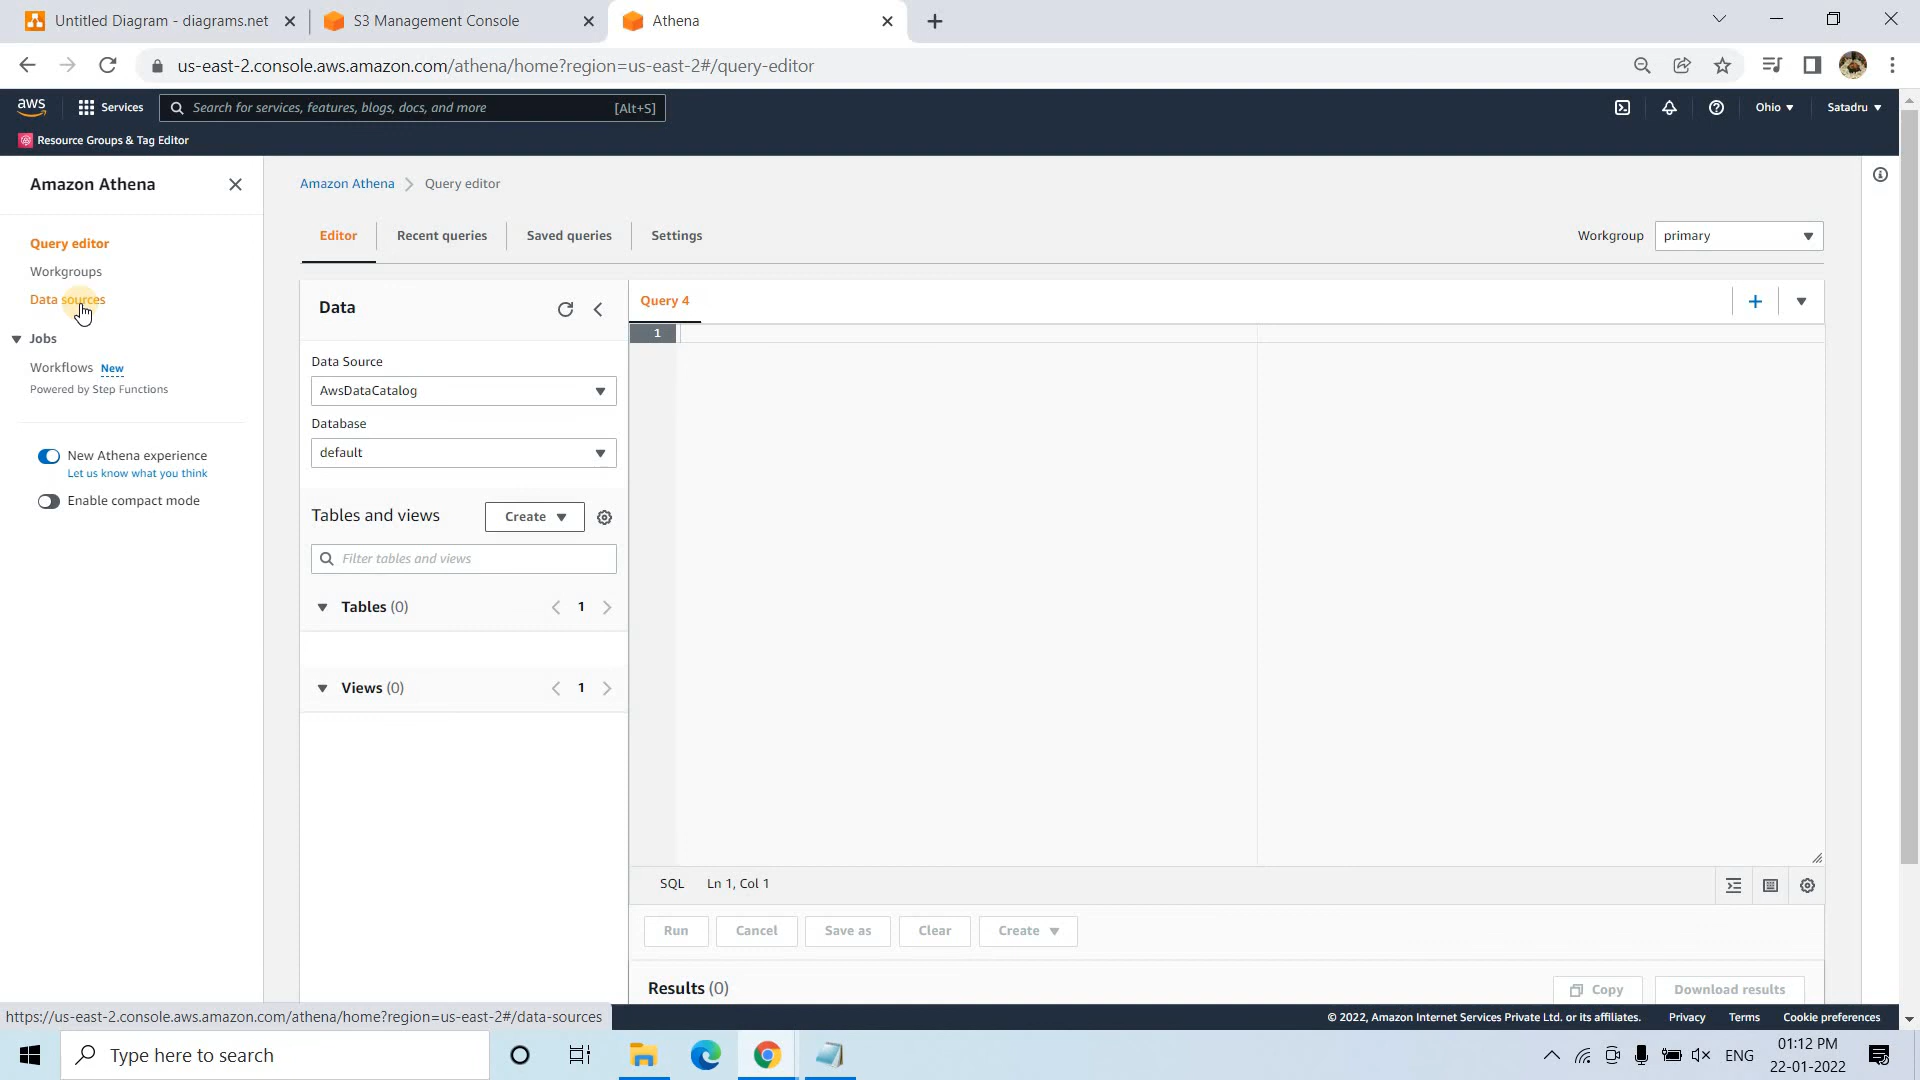 Untitled Diagram - diagrams.net
S3 Management Console
Athena
us-east-2.console.aws.amazon.com/athena/home?region=us-east-2#/query-editor
aws
Services
Search for services, features, blogs, docs, and more
[Alt+S]
Ohio
Satadru
Resource Groups & Tag Editor
Amazon Athena
Query editor
Workgroups
Data sources
Jobs
Workflows New
Powered by Step Functions
New Athena experience
Let us know what you think
Enable compact mode
Amazon Athena
Query editor
Editor
Recent queries
Saved queries
Settings
Workgroup
primary
Data
Data Source
AwsDataCatalog
Database
default
Tables and views
Create
Filter tables and views
Tables (0)
1
Views (0)
1
Query 4
1
SQL
Ln 1, Col 1
Run
Cancel
Save as
Clear
Create
Results (0)
Copy
Download results
https://us-east-2.console.aws.amazon.com/athena/home?region=us-east-2#/data-sources
© 2022, Amazon Internet Services Private Ltd. or its affiliates.
Privacy
Terms
Cookie preferences
Type here to search
ENG
01:12 PM
22-01-2022